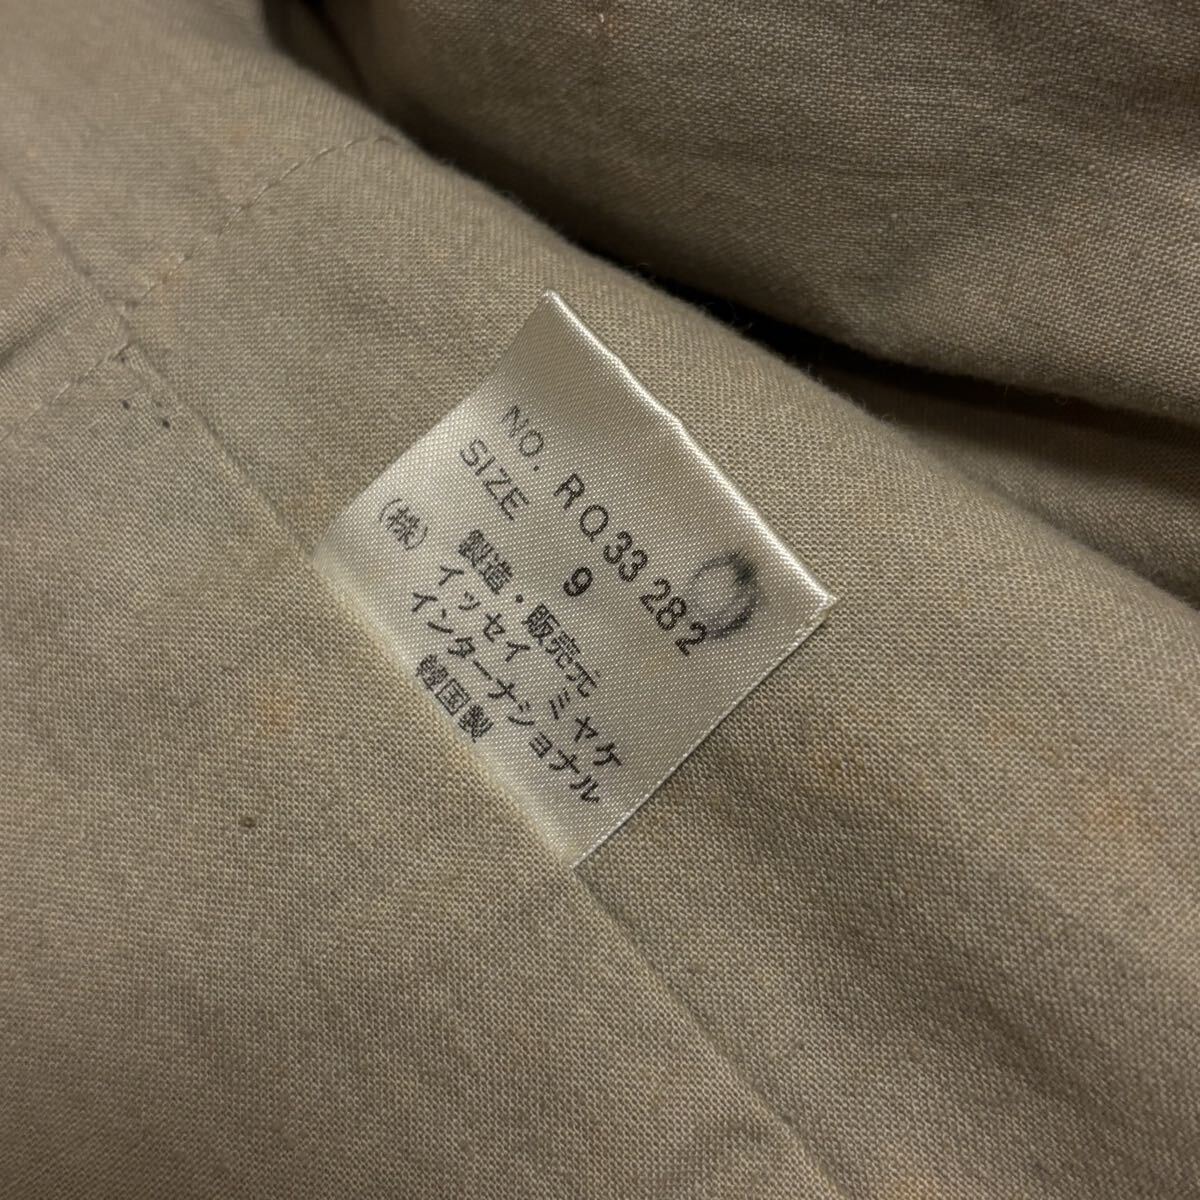 NO. RQ33 282
SIZE 9
製造・販売元
(株) イッセイ ミヤケ
インターナショナル
韓国製